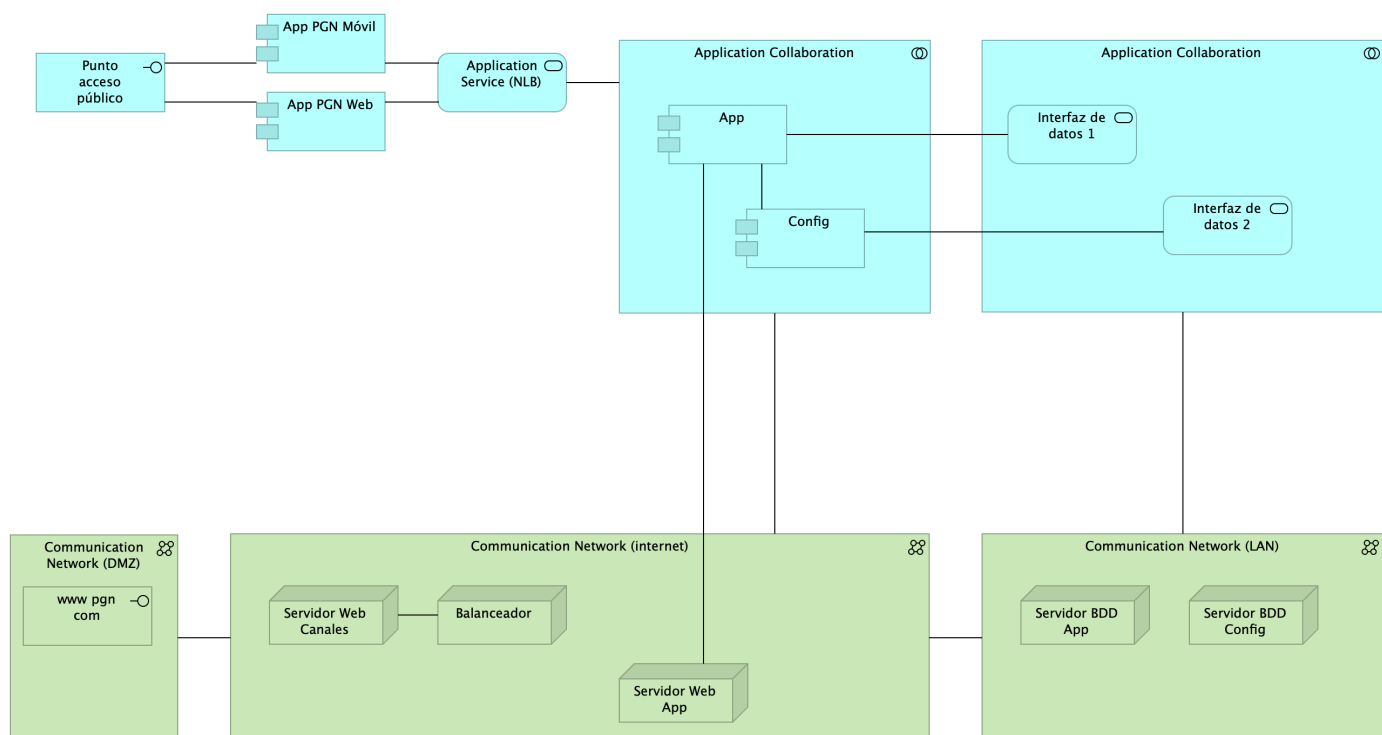 App PGN Móvil
Punto
acceso
público
Application
Service (NLB)
App PGN Web
Application Collaboration
App
Config
Application Collaboration
Interfaz de
datos 1
Interfaz de
datos 2
Communication
Network (DMZ)
www pgn
com
Communication Network (internet)
Servidor Web
Canales
Balanceador
Servidor Web
App
Communication Network (LAN)
Servidor BDD
App
Servidor BDD
Config